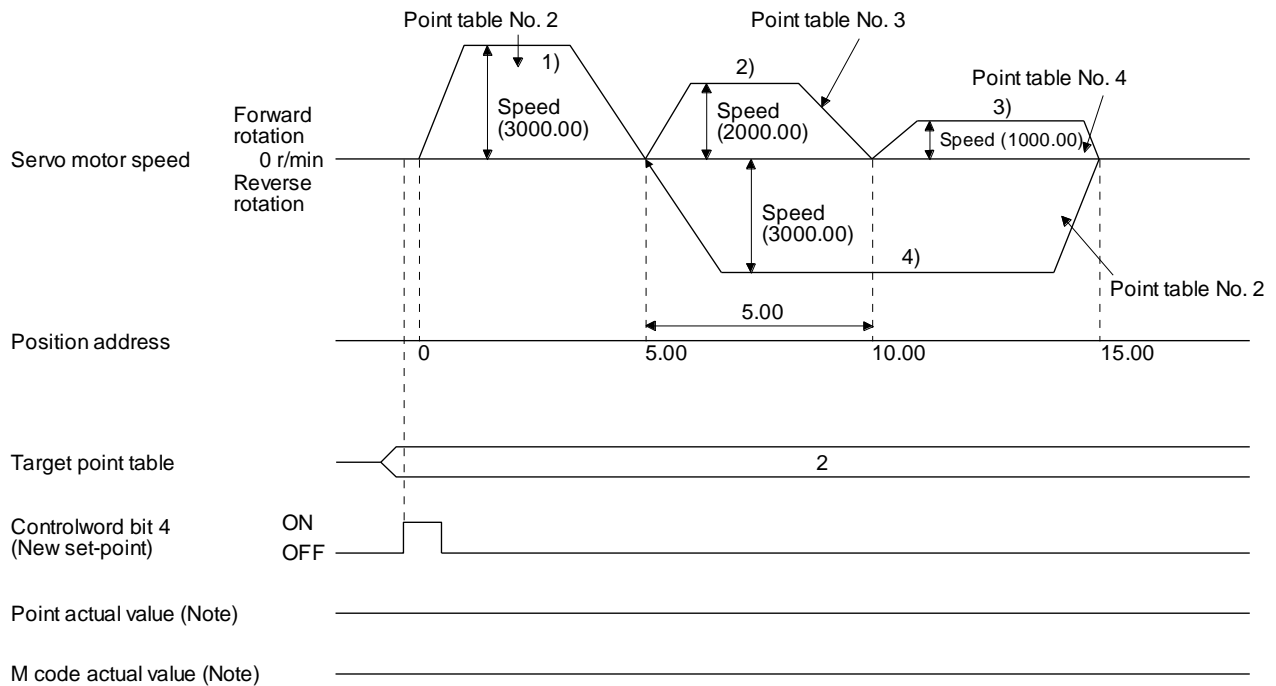 Point table No. 2
Point table No. 3
1)
2)
Point table No. 4
3)
Forward
rotation
Speed
(3000.00)
Speed
(2000.00)
Speed (1000.00)
Servo motor speed
0 r/min
Reverse
rotation
Speed
(3000.00)
4)
Point table No. 2
5.00
Position address
0
5.00
10.00
15.00
Target point table
2
Controlword bit 4
(New set-point)
ON
OFF
Point actual value (Note)
M code actual value (Note)